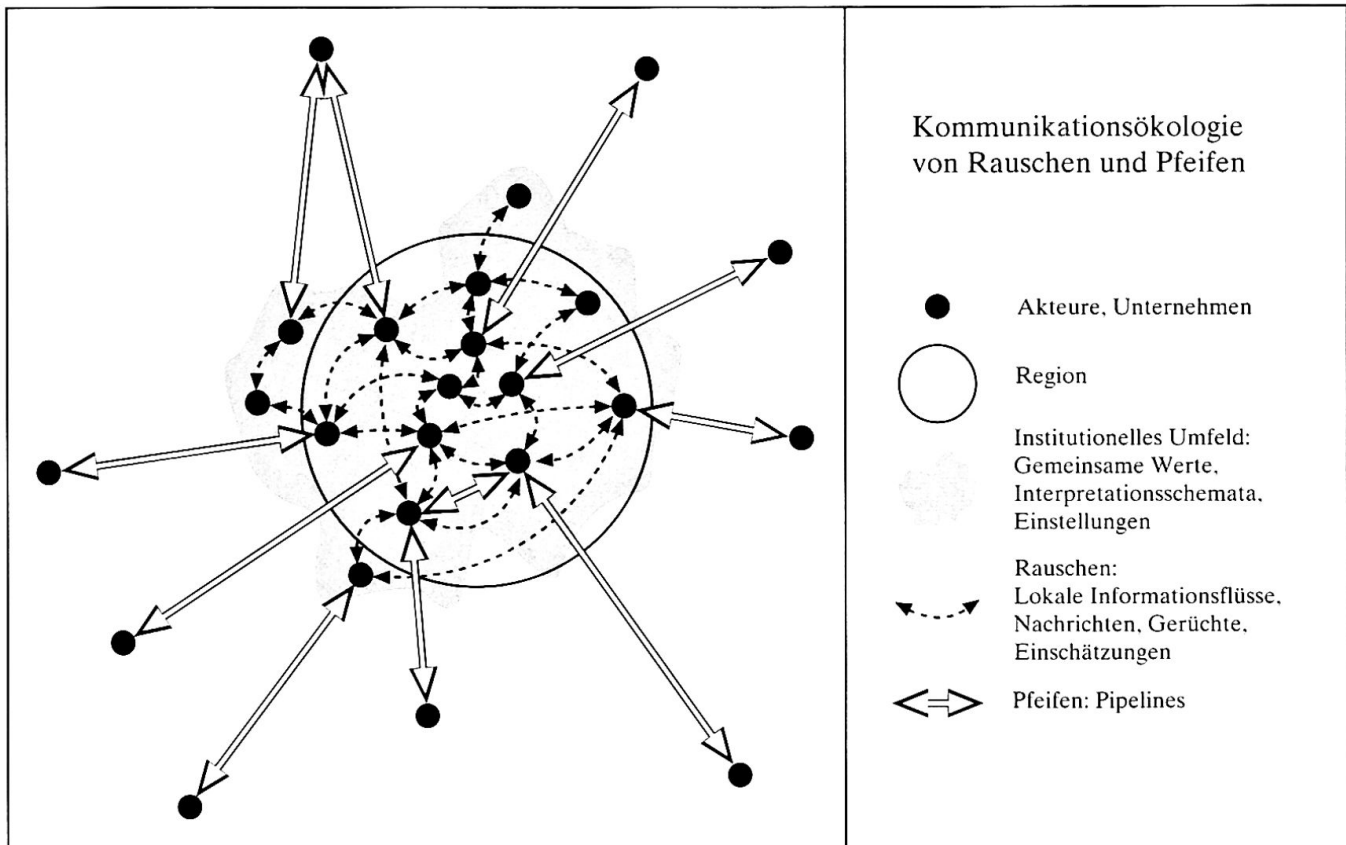 Kommunikationsökologie
von Rauschen und Pfeifen
Akteure, Unternehmen
Region
Institutionelles Umfeld:
Gemeinsame Werte,
Interpretationsschemata,
Einstellungen
Rauschen:
Lokale Informationsflüsse,
Nachrichten, Gerüchte,
Einschätzungen
Pfeifen: Pipelines